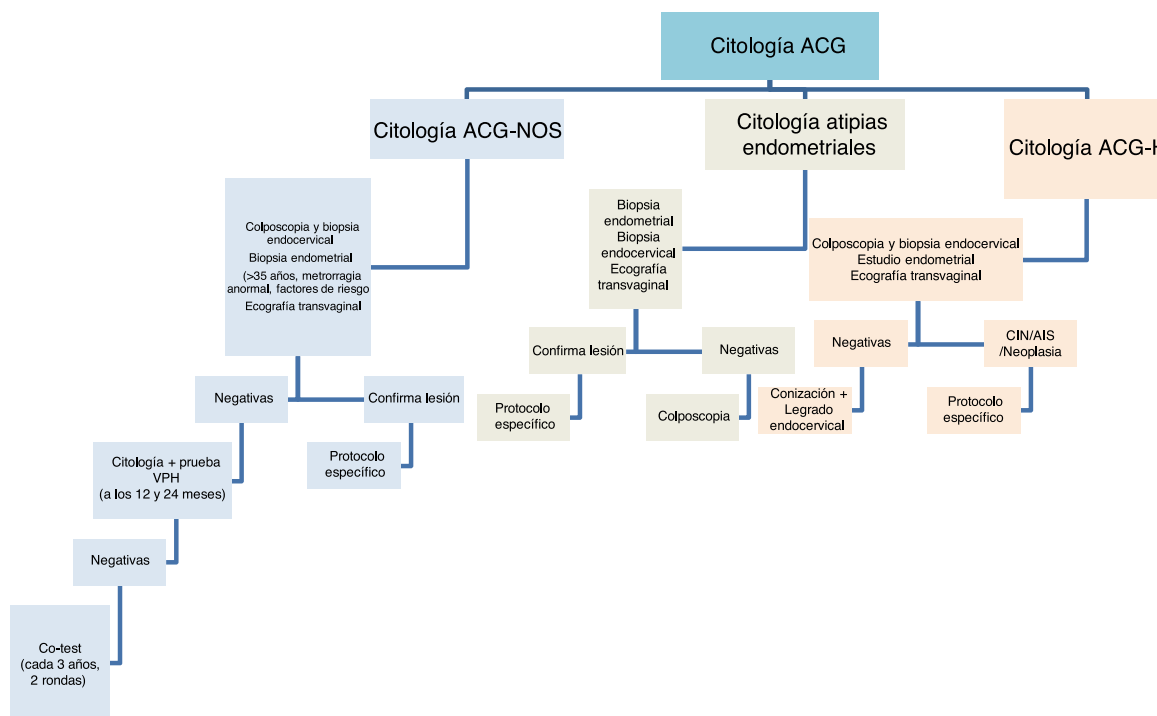 Citología ACG
Citología ACG-NOS
Citología atipias
endometriales
Citología ACG-H
Colposcopia y biopsia
endocervical
Biopsia endometrial
(>35 años, metrorragia
anormal, factores de riesgo
Ecografía transvaginal
Biopsia
endometrial
Biopsia
endocervical
Ecografía
transvaginal
Colposcopia y biopsia endocervical
Estudio endometrial
Ecografía transvaginal
Negativas
Confirma lesión
Confirma lesión
Negativas
Negativas
CIN/AIS
/Neoplasia
Citología + prueba
VPH
(a los 12 y 24 meses)
Protocolo
específico
Protocolo
específico
Colposcopia
Conización +
Legrado
endocervical
Protocolo
específico
Negativas
Co-test
(cada 3 años,
2 rondas)